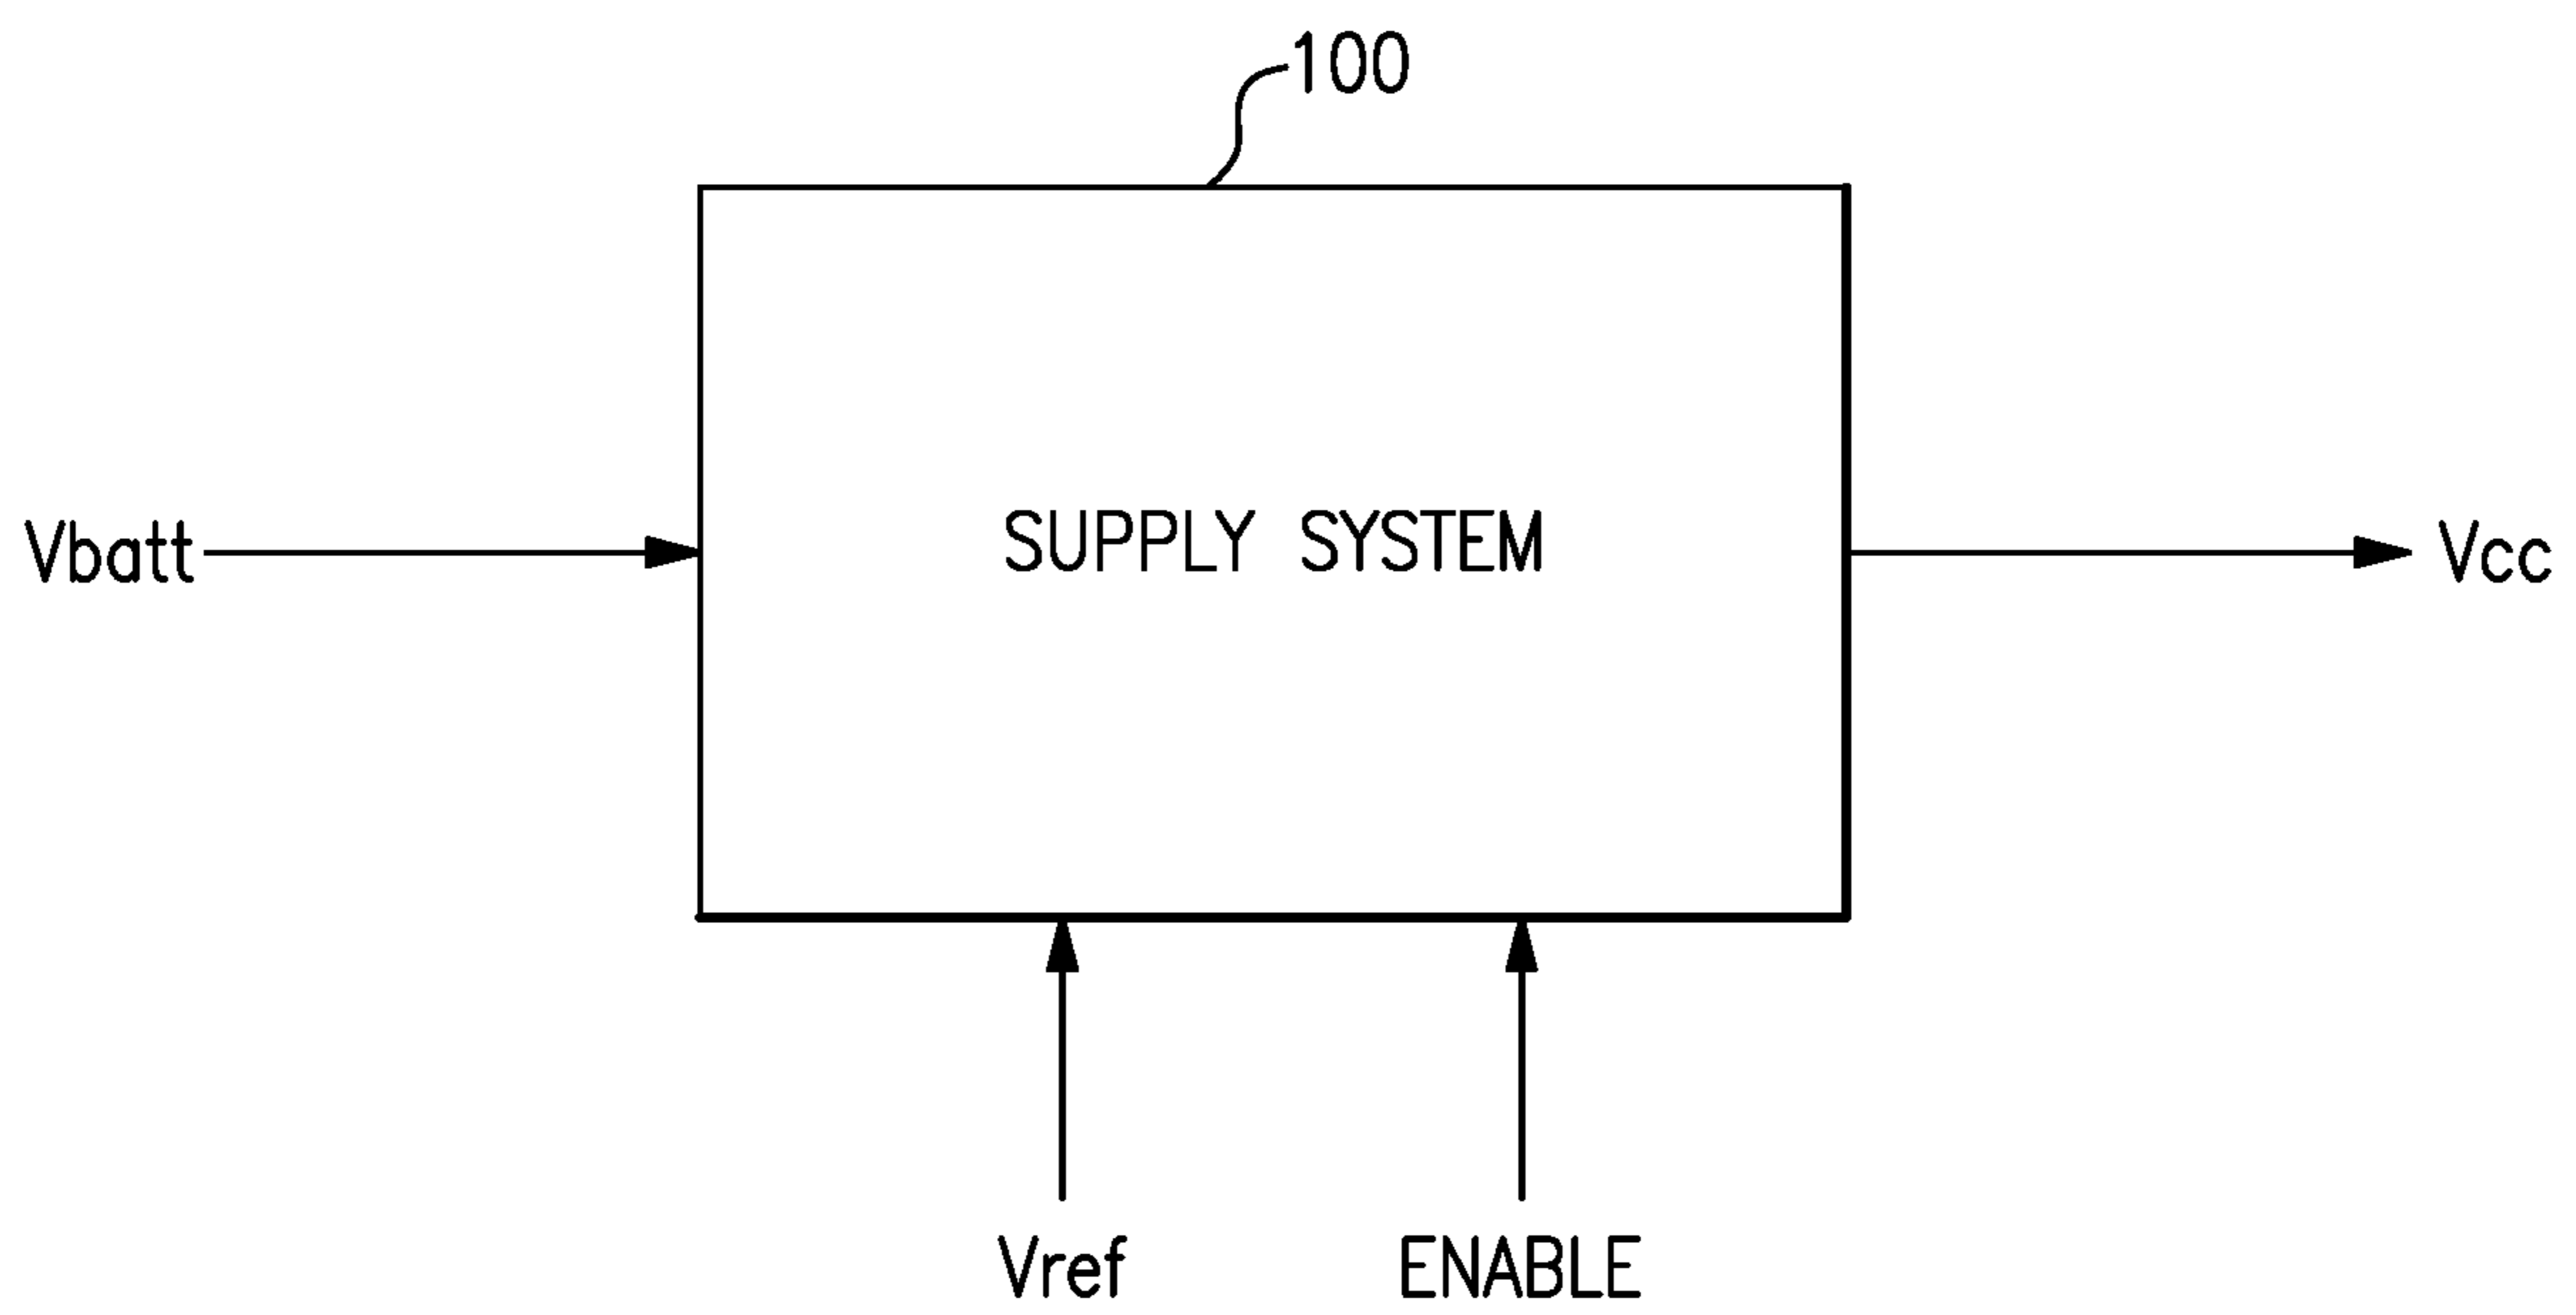 100
SUPPLY SYSTEM
Vbatt
Vcc
Vref
ENABLE